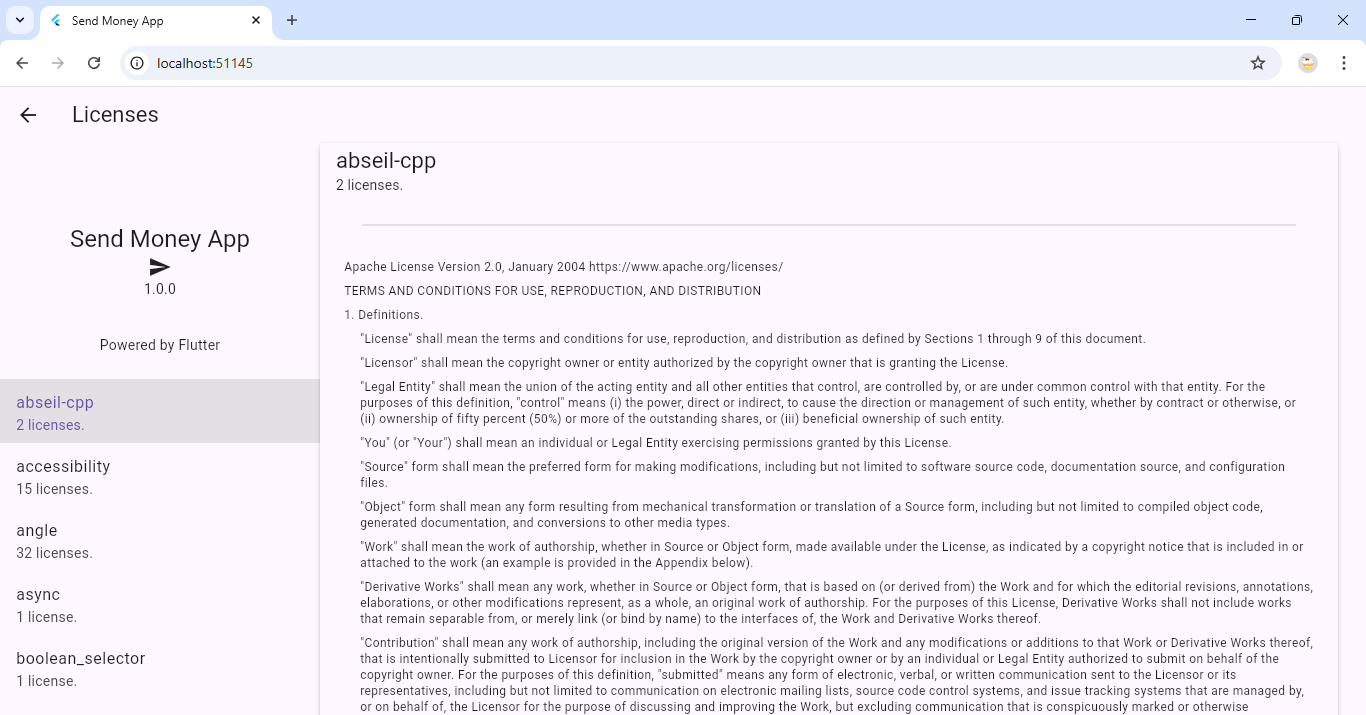 Send Money App
localhost:51145
Licenses
Send Money App
1.0.0
Powered by Flutter
abseil-cpp
2 licenses.
accessibility
15 licenses.
angle
32 licenses.
async
1 license.
boolean_selector
1 license.
abseil-cpp
2 licenses.
Apache License Version 2.0, January 2004 https://www.apache.org/licenses/
TERMS AND CONDITIONS FOR USE, REPRODUCTION, AND DISTRIBUTION
1. Definitions.
"License" shall mean the terms and conditions for use, reproduction, and distribution as defined by Sections 1 through 9 of this document.
"Licensor" shall mean the copyright owner or entity authorized by the copyright owner that is granting the License.
"Legal Entity" shall mean the union of the acting entity and all other entities that control, are controlled by, or are under common control with that entity. For the
purposes of this definition, "control" means (i) the power, direct or indirect, to cause the direction or management of such entity, whether by contract or otherwise, or
(ii) ownership of fifty percent (50%) or more of the outstanding shares, or (iii) beneficial ownership of such entity.
"You" (or "Your") shall mean an individual or Legal Entity exercising permissions granted by this License.
"Source" form shall mean the preferred form for making modifications, including but not limited to software source code, documentation source, and configuration
files.
"Object" form shall mean any form resulting from mechanical transformation or translation of a Source form, including but not limited to compiled object code,
generated documentation, and conversions to other media types.
"Work" shall mean the work of authorship, whether in Source or Object form, made available under the License, as indicated by a copyright notice that is included in or
attached to the work (an example is provided in the Appendix below).
"Derivative Works" shall mean any work, whether in Source or Object form, that is based on (or derived from) the Work and for which the editorial revisions, annotations,
elaborations, or other modifications represent, as a whole, an original work of authorship. For the purposes of this License, Derivative Works shall not include works
that remain separable from, or merely link (or bind by name) to the interfaces of, the Work and Derivative Works thereof.
"Contribution" shall mean any work of authorship, including the original version of the Work and any modifications or additions to that Work or Derivative Works thereof,
that is intentionally submitted to Licensor for inclusion in the Work by the copyright owner or by an individual or Legal Entity authorized to submit on behalf of the
copyright owner. For the purposes of this definition, "submitted" means any form of electronic, verbal, or written communication sent to the Licensor or its
representatives, including but not limited to communication on electronic mailing lists, source code control systems, and issue tracking systems that are managed by,
or on behalf of, the Licensor for the purpose of discussing and improving the Work, but excluding communication that is conspicuously marked or otherwise